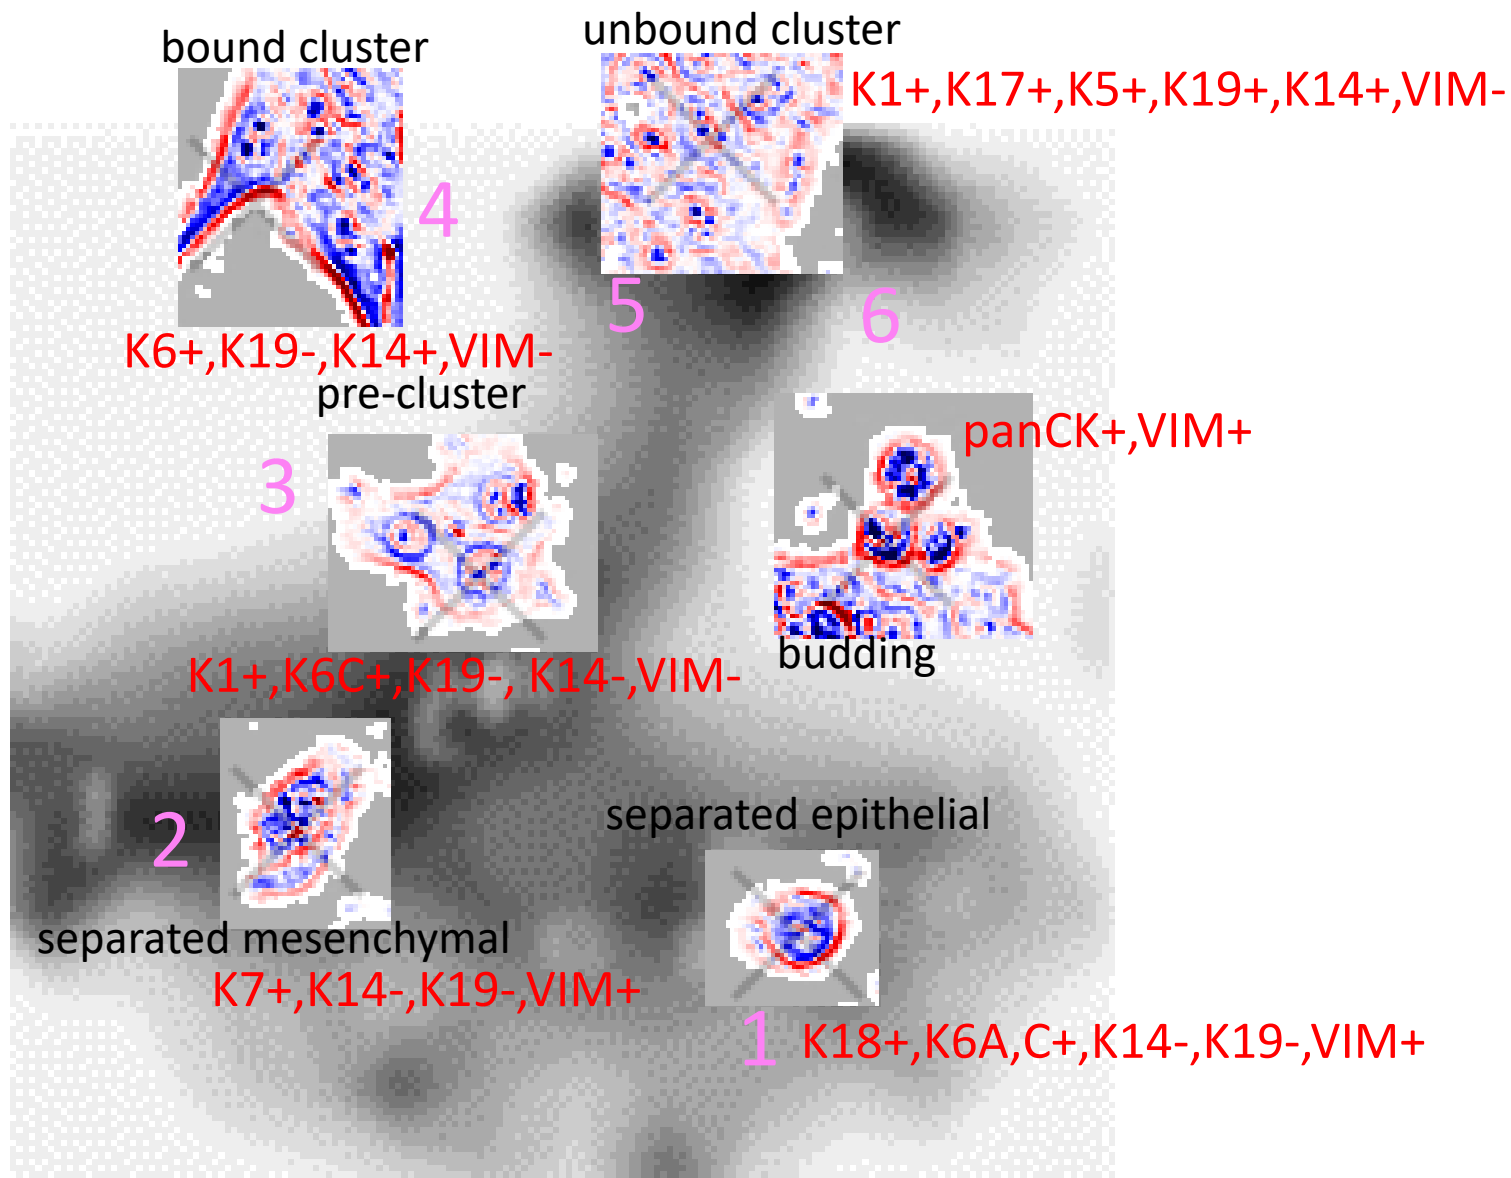 bound cluster
unbound cluster
K1+,K17+,K5+,K19+,K14+,VIM-
4
5
6
K6+,K19-,K14+,VIM-
pre-cluster
panCK+,VIM+
3
budding
K1+,K6C+,K19-, K14-,VIM-
2
separated epithelial
separated mesenchymal
K7+,K14-,K19-,VIM+
1
K18+,K6A,C+,K14-,K19-,VIM+